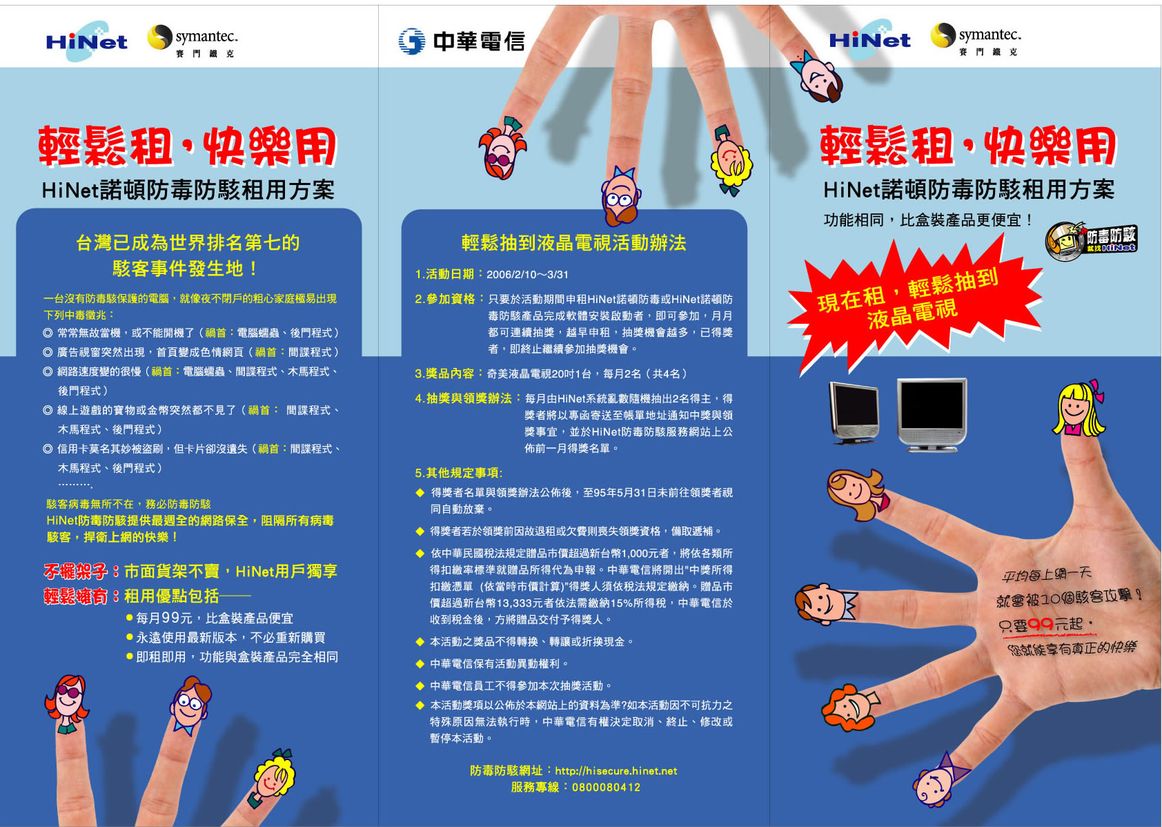 HiNet
symantec.
賽門鐵克
輕鬆租，快樂用
HiNet諾頓防毒防駭租用方案
台灣已成為世界排名第七的
駭客事件發生地！
一台沒有防毒駭保護的電腦，就像夜不閉戶的粗心家庭極易出現
下列中毒徵兆：
◎ 常常無故當機，或不能開機了（禍首：電腦蠕蟲、後門程式）
◎ 廣告視窗突然出現，首頁變成色情網頁（禍首：間諜程式）
◎ 網路速度變的很慢（禍首：電腦蠕蟲、間諜程式、木馬程式、
後門程式）
◎ 線上遊戲的寶物或金幣突然都不見了（禍首： 間諜程式、
木馬程式、後門程式）
◎ 信用卡莫名其妙被盜刷，但卡片卻沒遺失（禍首：間諜程式、
木馬程式、後門程式）
……….
駭客病毒無所不在，務必防毒防駭
HiNet防毒防駭提供最週全的網路保全，阻隔所有病毒
駭客，捍衛上網的快樂！
不擺架子：市面貨架不賣，HiNet用戶獨享
輕鬆擁有：租用優點包括──
●每月99元，比盒裝產品便宜
●永遠使用最新版本，不必重新購買
●即租即用，功能與盒裝產品完全相同
中華電信
輕鬆抽到液晶電視活動辦法
1.活動日期：2006/2/10～3/31
2.參加資格：只要於活動期間申租HiNet諾頓防毒或HiNet諾頓防
毒防駭產品完成軟體安裝啟動者，即可參加，月月
都可連續抽獎，越早申租，抽獎機會越多，已得獎
者，即終止繼續參加抽獎機會。
3.獎品內容：奇美液晶電視20吋1台，每月2名（共4名）
4.抽獎與領獎辦法：每月由HiNet系統亂數隨機抽出2名得主，得
獎者將以專函寄送至帳單地址通知中獎與領
獎事宜，並於HiNet防毒防駭服務網站上公
佈前一月得獎名單。
5.其他規定事項:
◆ 得獎者名單與領獎辦法公佈後，至95年5月31日未前往領獎者視
同自動放棄。
◆ 得獎者若於領獎前因故退租或欠費則喪失領獎資格，備取遞補。
◆ 依中華民國稅法規定贈品市價超過新台幣1,000元者，將依各類所
得扣繳率標準就贈品所得代為申報。中華電信將開出"中獎所得
扣繳憑單 (依當時市價計算)"得獎人須依稅法規定繳納。贈品市
價超過新台幣13,333元者依法需繳納15%所得稅，中華電信於
收到稅金後，方將贈品交付予得獎人。
◆ 本活動之獎品不得轉換、轉讓或折換現金。
◆ 中華電信保有活動異動權利。
◆ 中華電信員工不得參加本次抽獎活動。
◆ 本活動獎項以公佈於本網站上的資料為準?如本活動因不可抗力之
特殊原因無法執行時，中華電信有權決定取消、終止、修改或
暫停本活動。
防毒防駭網址：http://hisecure.hinet.net
服務專線：0800080412
HiNet
symantec.
賽門鐵克
輕鬆租，快樂用
HiNet諾頓防毒防駭租用方案
功能相同，比盒裝產品更便宜！
防毒防駭
就找HiNet
現在租，輕鬆抽到
液晶電視
平均每上網一天
就會被10個駭客攻擊！
只要99元起，
您就能享有真正的快樂